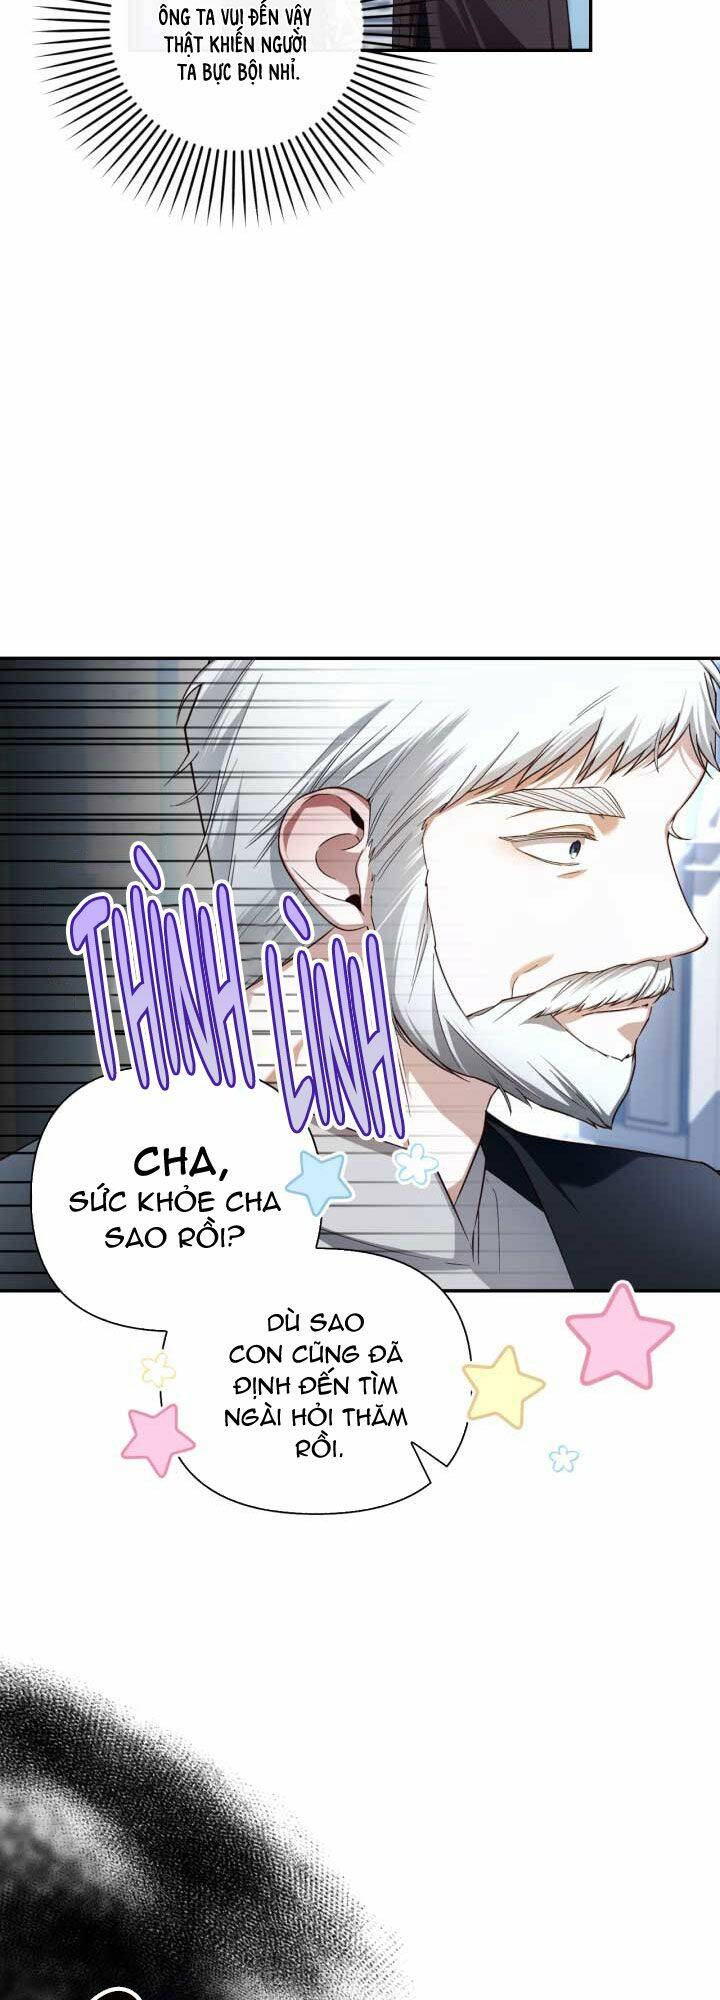 ÔNG TA VUI ĐẾN VẬY
THẬT KHIẾN NGƯỜI
TA BỰC BỘI NHỈ.
THÌNH LÌNH
CHA,
SỨC KHỎE CHA
SAO RỒI?
DÙ SAO
CON CŨNG ĐÃ
ĐỊNH ĐẾN TÌM
NGÀI HỎI THĂM
RỒI.